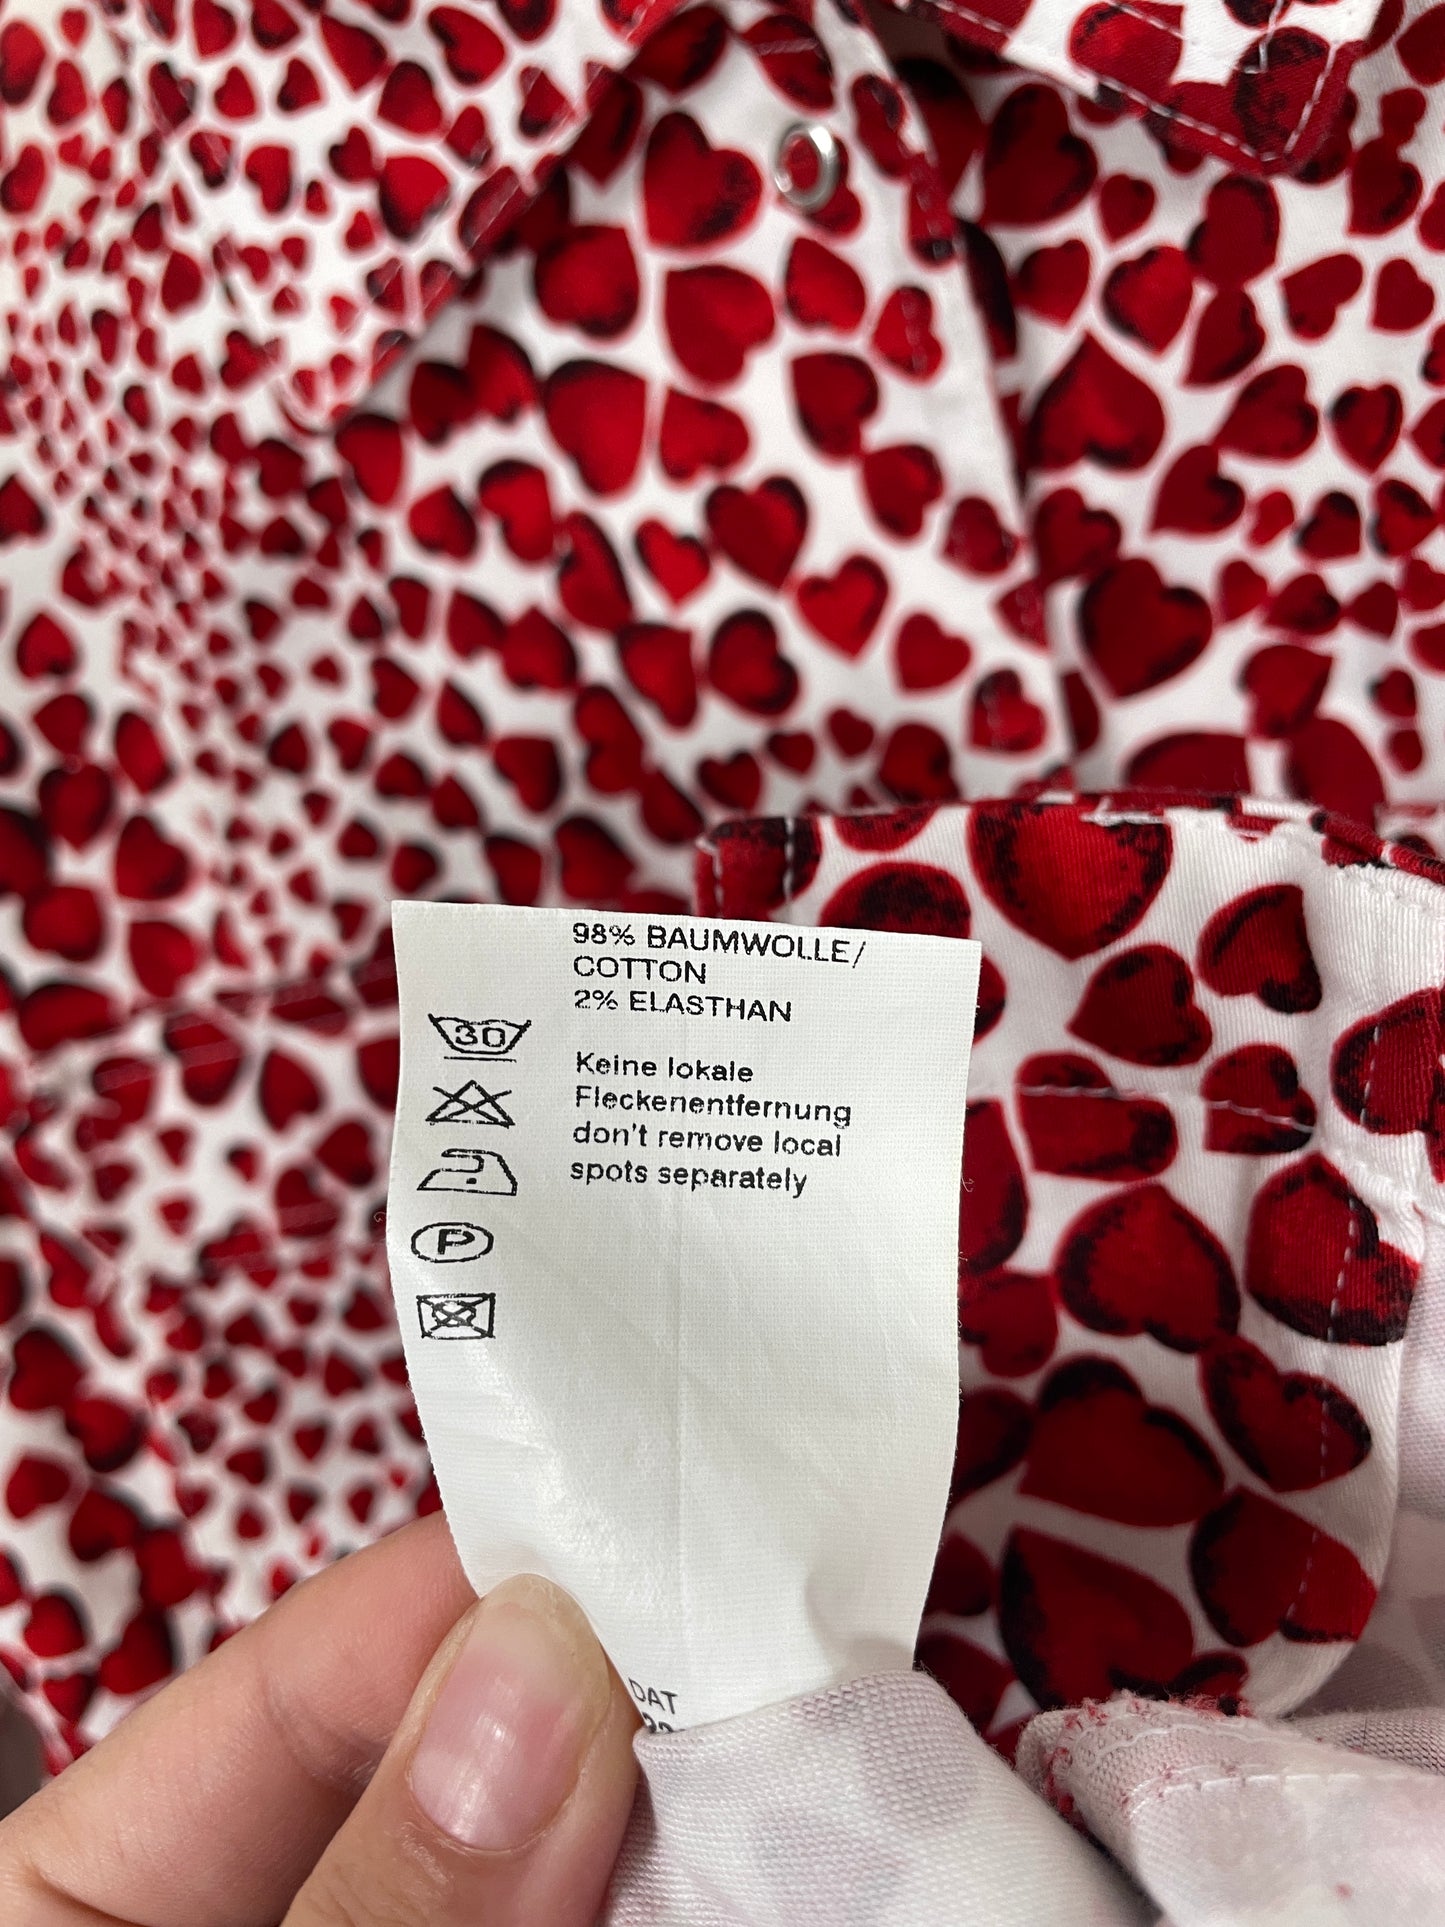 98% BAUMWOLLE/
COTTON
2% ELASTHAN
30
Keine lokale
Fleckenentfernung
don't remove local
spots separately
P
DAT